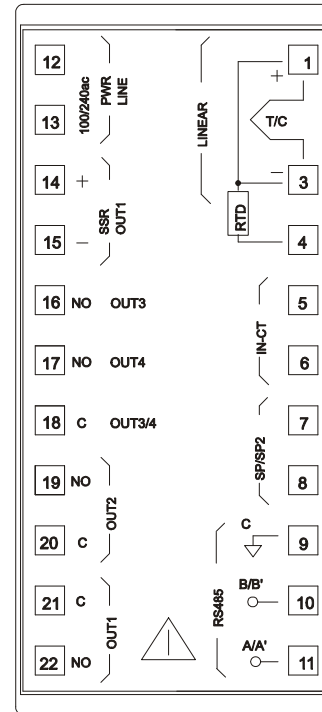 12
13
100/240ac
PWR
LINE
14 +
15 –
SSR
OUT1
16 NO OUT3
17 NO OUT4
18 C OUT3/4
19 NO
20 C
OUT2
21 C
22 NO
OUT1
LINEAR
1
+
T/C
–
3
RTD
4
5
6
IN-CT
7
8
SP/SP2
C
9
B/B'
10
A/A'
11
RS485